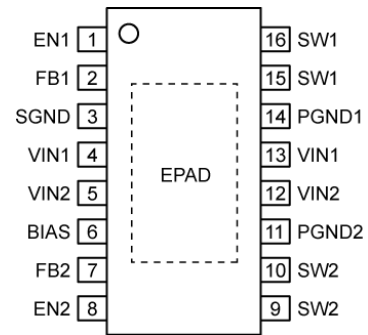 EN1 1 16 SW1
FB1 2 15 SW1
SGND 3 14 PGND1
VIN1 4 13 VIN1
EPAD
VIN2 5 12 VIN2
BIAS 6 11 PGND2
FB2 7 10 SW2
EN2 8 9 SW2